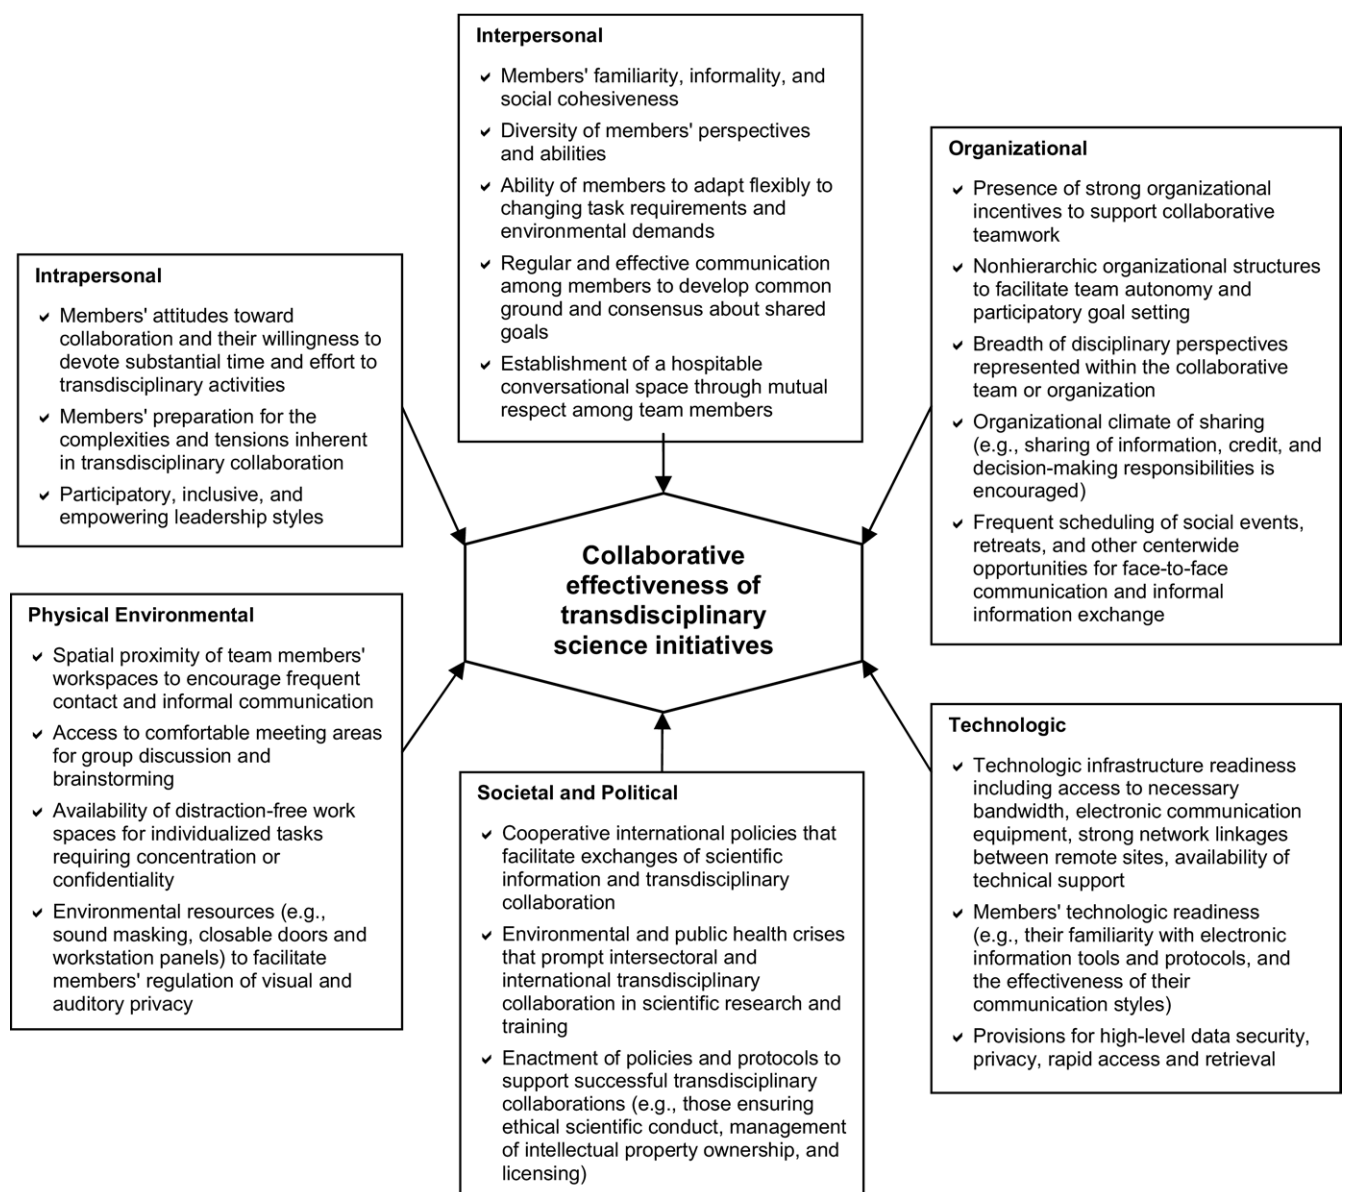 Interpersonal
Members' familiarity, informality, and
social cohesiveness
Diversity of members' perspectives
and abilities
Ability of members to adapt flexibly to
changing task requirements and
environmental demands
Regular and effective communication
among members to develop common
ground and consensus about shared
goals
Establishment of a hospitable
conversational space through mutual
respect among team members
Organizational
Presence of strong organizational
incentives to support collaborative
teamwork
Nonhierarchic organizational structures
to facilitate team autonomy and
participatory goal setting
Breadth of disciplinary perspectives
represented within the collaborative
team or organization
Organizational climate of sharing
(e.g., sharing of information, credit, and
decision-making responsibilities is
encouraged)
Frequent scheduling of social events,
retreats, and other centerwide
opportunities for face-to-face
communication and informal
information exchange
Intrapersonal
Members' attitudes toward
collaboration and their willingness to
devote substantial time and effort to
transdisciplinary activities
Members' preparation for the
complexities and tensions inherent
in transdisciplinary collaboration
Participatory, inclusive, and
empowering leadership styles
Collaborative
effectiveness of
transdisciplinary
science initiatives
Physical Environmental
Spatial proximity of team members'
workspaces to encourage frequent
contact and informal communication
Access to comfortable meeting areas
for group discussion and
brainstorming
Availability of distraction-free work
spaces for individualized tasks
requiring concentration or
confidentiality
Environmental resources (e.g.,
sound masking, closable doors and
workstation panels) to facilitate
members' regulation of visual and
auditory privacy
Societal and Political
Cooperative international policies that
facilitate exchanges of scientific
information and transdisciplinary
collaboration
Environmental and public health crises
that prompt intersectoral and
international transdisciplinary
collaboration in scientific research and
training
Enactment of policies and protocols to
support successful transdisciplinary
collaborations (e.g., those ensuring
ethical scientific conduct, management
of intellectual property ownership, and
licensing)
Technologic
Technologic infrastructure readiness
including access to necessary
bandwidth, electronic communication
equipment, strong network linkages
between remote sites, availability of
technical support
Members' technologic readiness
(e.g., their familiarity with electronic
information tools and protocols, and
the effectiveness of their
communication styles)
Provisions for high-level data security,
privacy, rapid access and retrieval